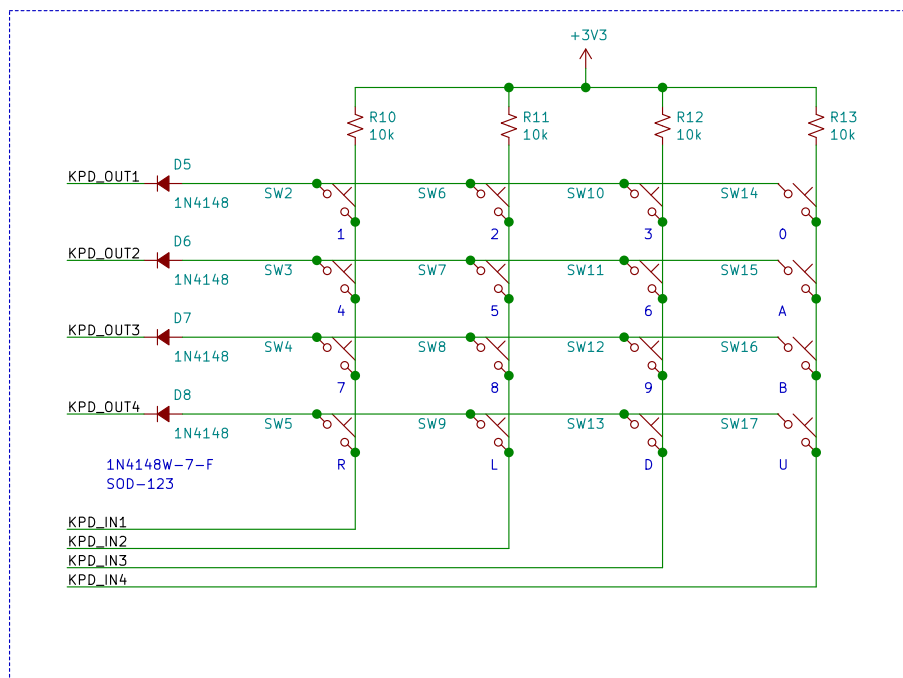 +3V3
R10
10k
R11
10k
R12
10k
R13
10k
KPD_OUT1
D5
1N4148
SW2
1
SW6
2
SW10
3
SW14
0
KPD_OUT2
D6
1N4148
SW3
4
SW7
5
SW11
6
SW15
A
KPD_OUT3
D7
1N4148
SW4
7
SW8
8
SW12
9
SW16
B
KPD_OUT4
D8
1N4148
SW5
R
SW9
L
SW13
D
SW17
U
1N4148W-7-F
SOD-123
KPD_IN1
KPD_IN2
KPD_IN3
KPD_IN4